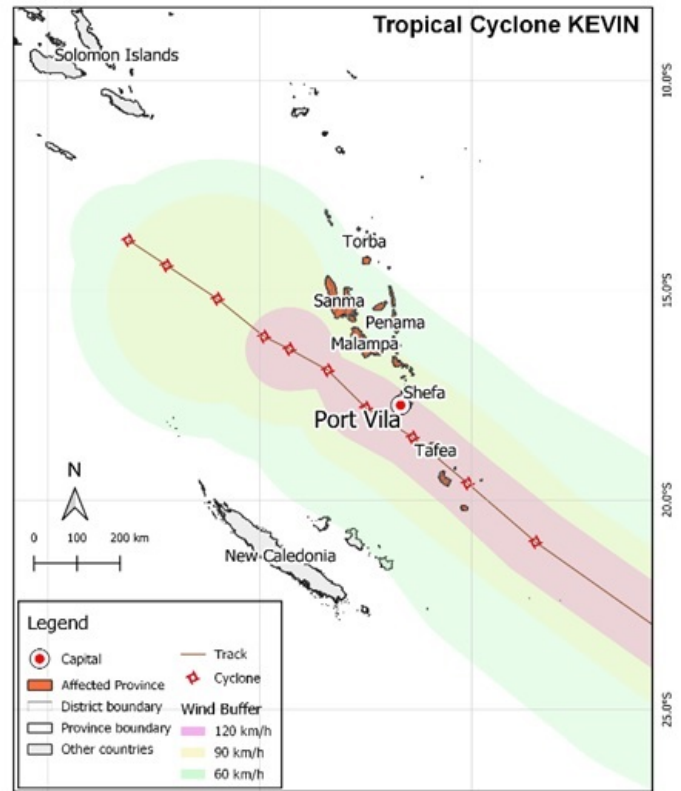 Tropical Cyclone KEVIN
Solomon Islands
10.0°S
Torba
15.0°S
Sanma
Penama
Malampa
Shefa
Port Vila
Tafea
N
20.0°S
0 100 200 km
New Caledonia
Legend
Capital
Affected Province
District boundary
Province boundary
Other countries
Track
Cyclone
Wind Buffer
120 km/h
90 km/h
60 km/h
25.0°S